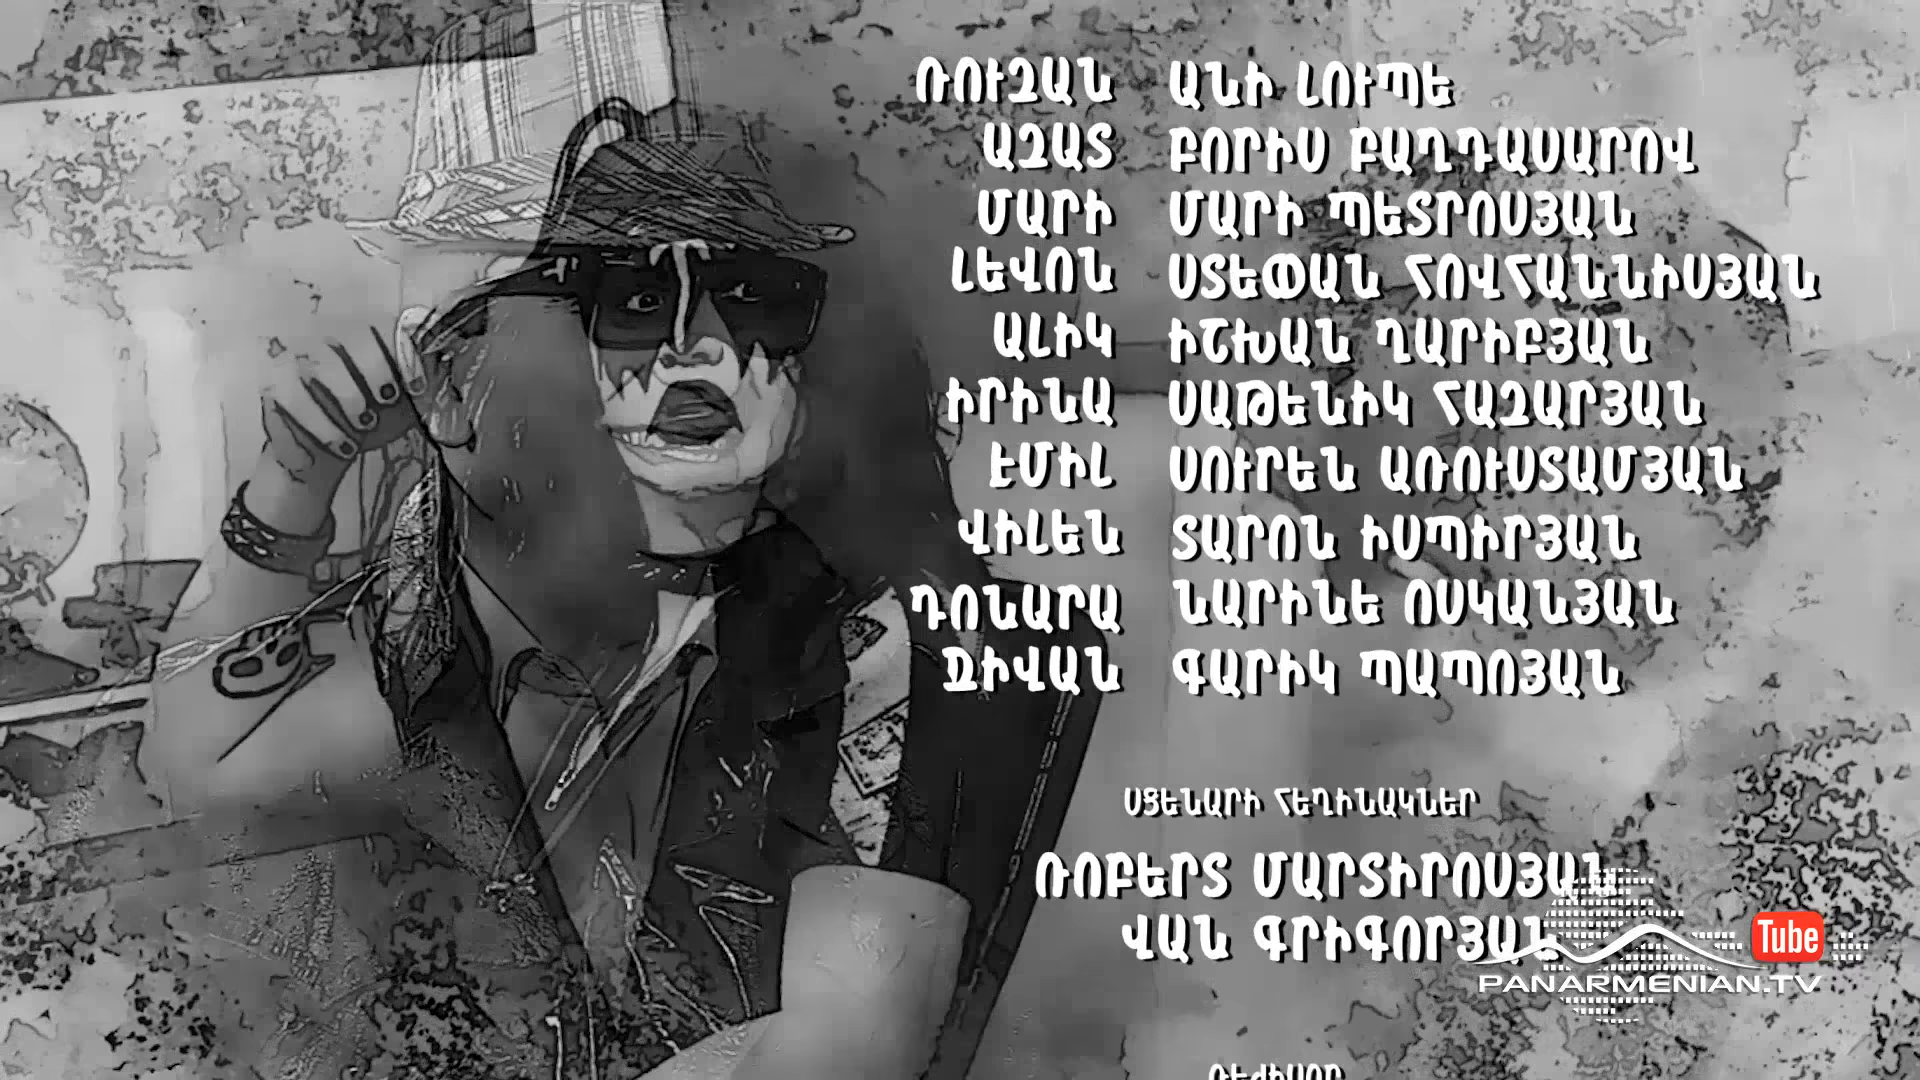 ՌՈՒԶԱՆ ԱՆԻ ԼՈՒՊԵ
ԱԶԱՏ ԲՈՐԻՍ ԲԱՂԴԱՍԱՐՈՎ
ՄԱՐԻ ՄԱՐԻ ՊԵՏՐՈՍՅԱՆ
ԼԵՎՈՆ ՍՏԵՓԱՆ ՀՈՎՀԱՆՆԻՍՅԱՆ
ԱԼԻԿ ԻՇԽԱՆ ՂԱՐԻԲՅԱՆ
ԻՐԻՆԱ ՍԱԹԵՆԻԿ ՀԱԶԱՐՅԱՆ
ԷՄԻԼ ՍՈՒՐԵՆ ԱՌՈՒՍՏԱՄՅԱՆ
ՎԻԼԵՆ ՏԱՐՈՆ ԻՍՊԻՐՅԱՆ
ԴՈՆԱՐԱ ՆԱՐԻՆԵ ՈՍԿԱՆՅԱՆ
ՋԻՎԱՆ ԳԱՐԻԿ ՊԱՊՈՅԱՆ
ՍՑԵՆԱՐԻ ՀԵՂԻՆԱԿՆԵՐ
ՌՈԲԵՐՏ ՄԱՐՏԻՐՈՍՅԱՆ
ՎԱՆ ԳՐԻԳՈՐՅԱՆ
Tube
PANARMENIAN.TV